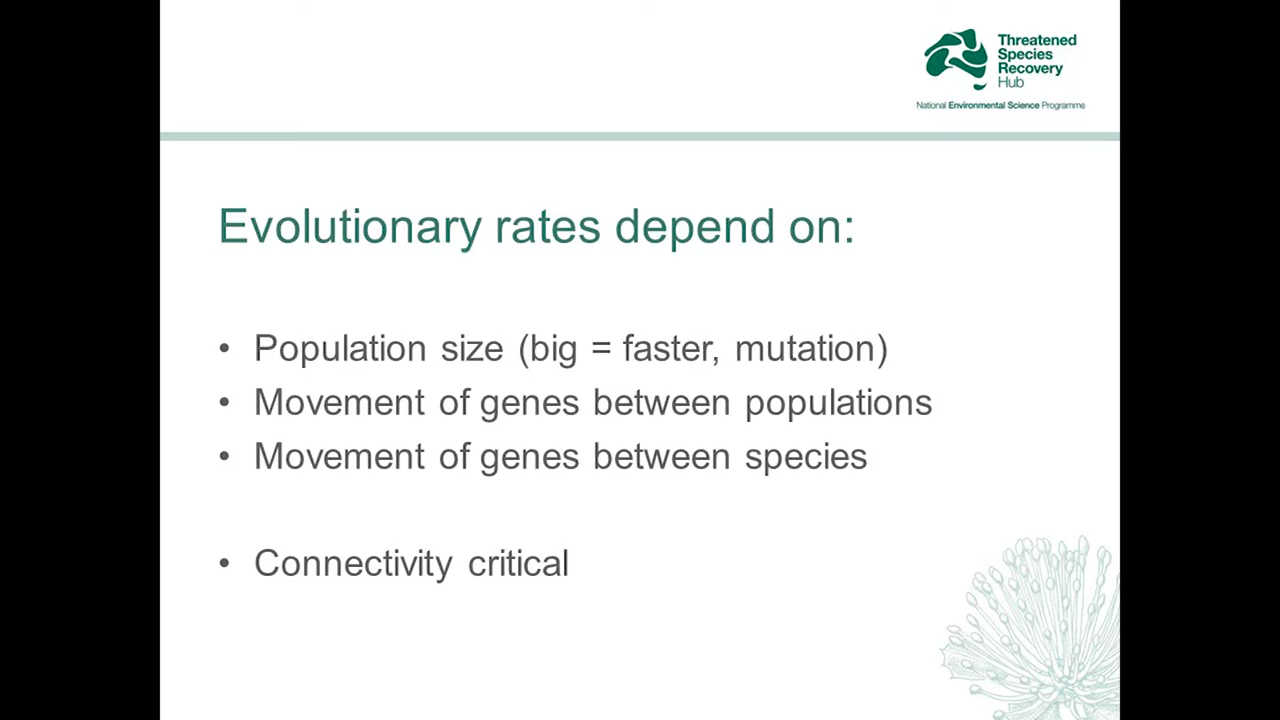 Threatened
Species
Recovery
Hub
National Environmental Science Programme
Evolutionary rates depend on:
• Population size (big = faster, mutation)
• Movement of genes between populations
• Movement of genes between species
• Connectivity critical